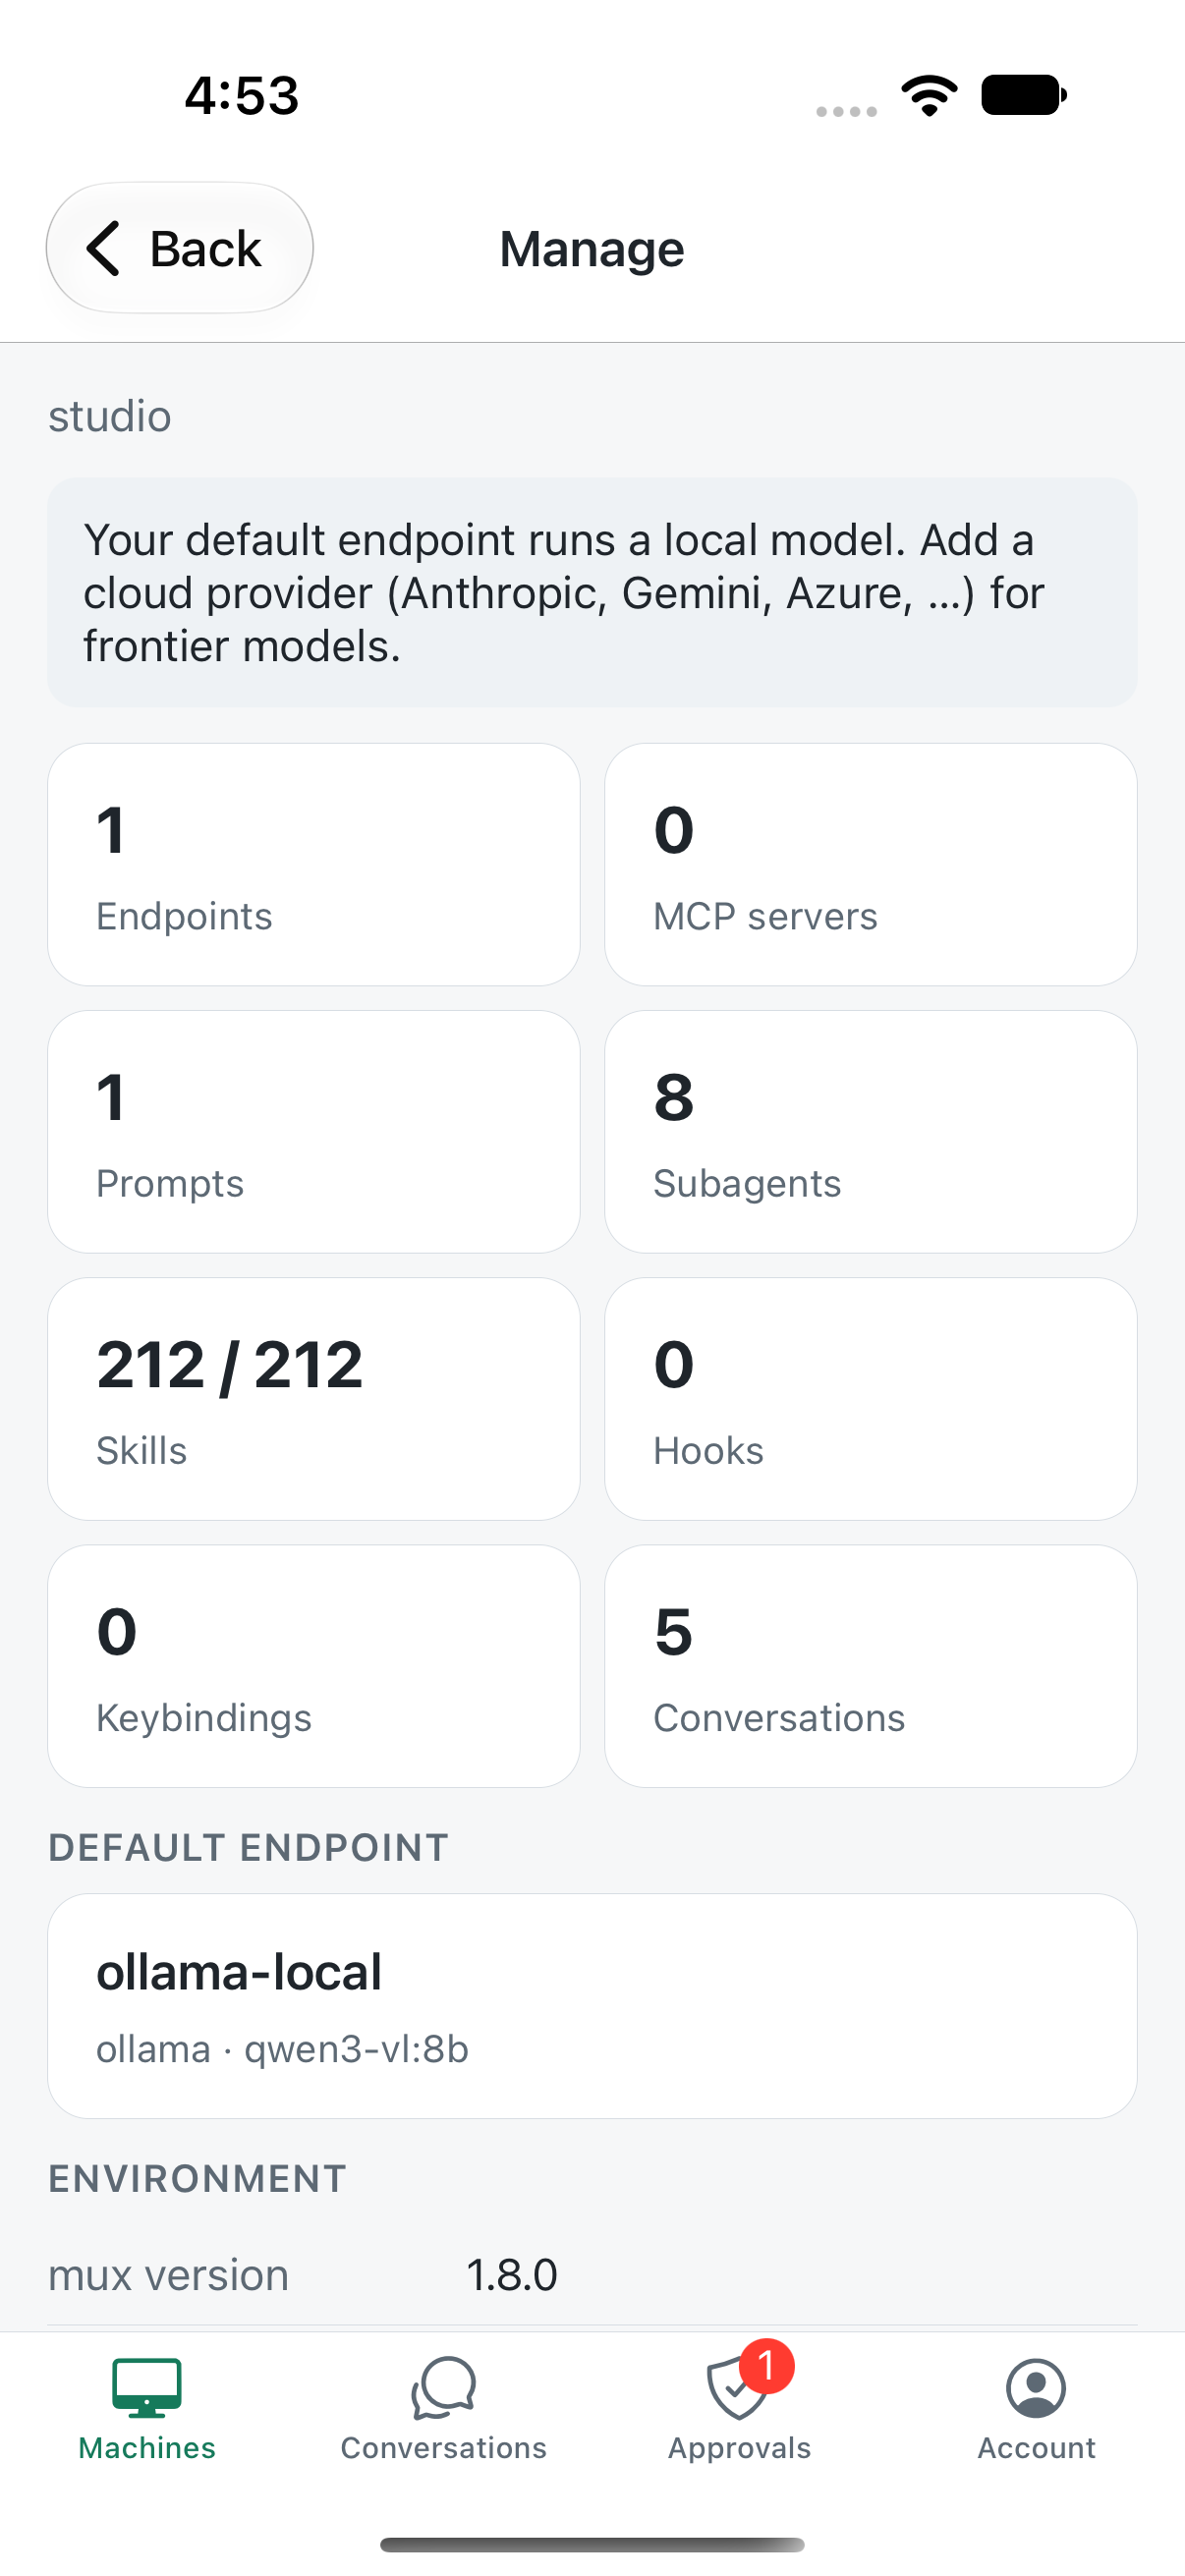 4:53
Back
Manage
studio
Your default endpoint runs a local model. Add a
cloud provider (Anthropic, Gemini, Azure, ...) for
frontier models.
1
Endpoints
0
MCP servers
1
Prompts
8
Subagents
212 / 212
Skills
0
Hooks
0
Keybindings
5
Conversations
DEFAULT ENDPOINT
ollama-local
ollama · qwen3-vl:8b
ENVIRONMENT
mux version 1.8.0
1
Machines Conversations Approvals Account